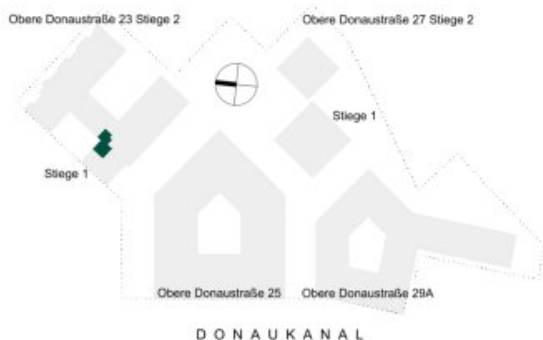 Obere Donaustraße 23 Stiege 2
Obere Donaustraße 27 Stiege 2
Stiege 1
Stiege 1
Obere Donaustraße 25
Obere Donaustraße 29A
DONAUKANAL